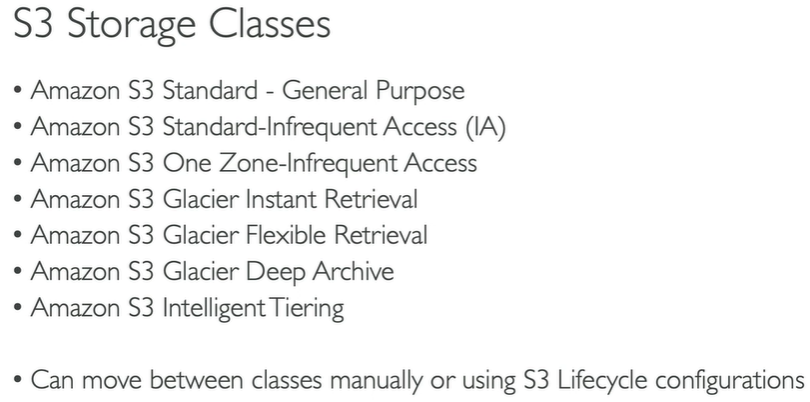 S3 Storage Classes
• Amazon S3 Standard - General Purpose
• Amazon S3 Standard-Infrequent Access (IA)
• Amazon S3 One Zone-Infrequent Access
• Amazon S3 Glacier Instant Retrieval
• Amazon S3 Glacier Flexible Retrieval
• Amazon S3 Glacier Deep Archive
• Amazon S3 Intelligent Tiering
• Can move between classes manually or using S3 Lifecycle configurations